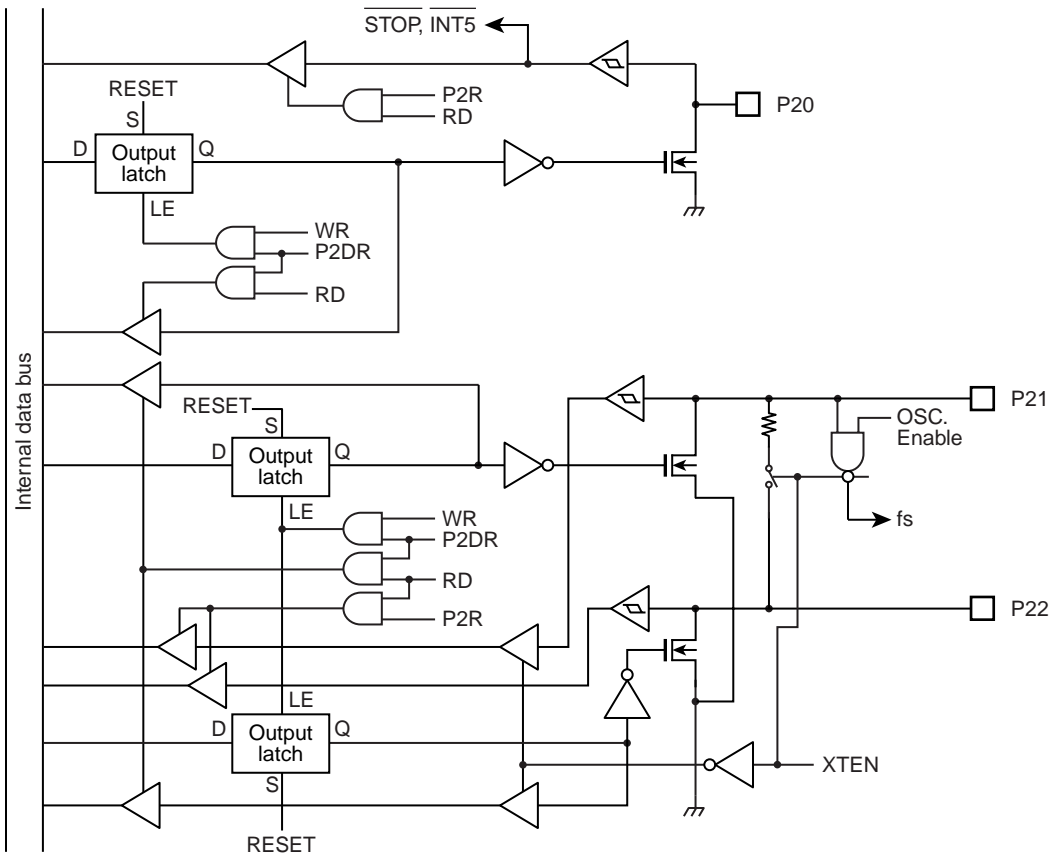 STOP, INT5
RESET
P2R
P20
S
RD
D
Output
latch
Q
LE
WR
P2DR
RD
Internal data bus
RESET
S
P21
OSC.
Enable
D
Output
latch
Q
LE
WR
fs
P2DR
RD
P2R
P22
LE
D
Output
latch
Q
XTEN
S
RESET